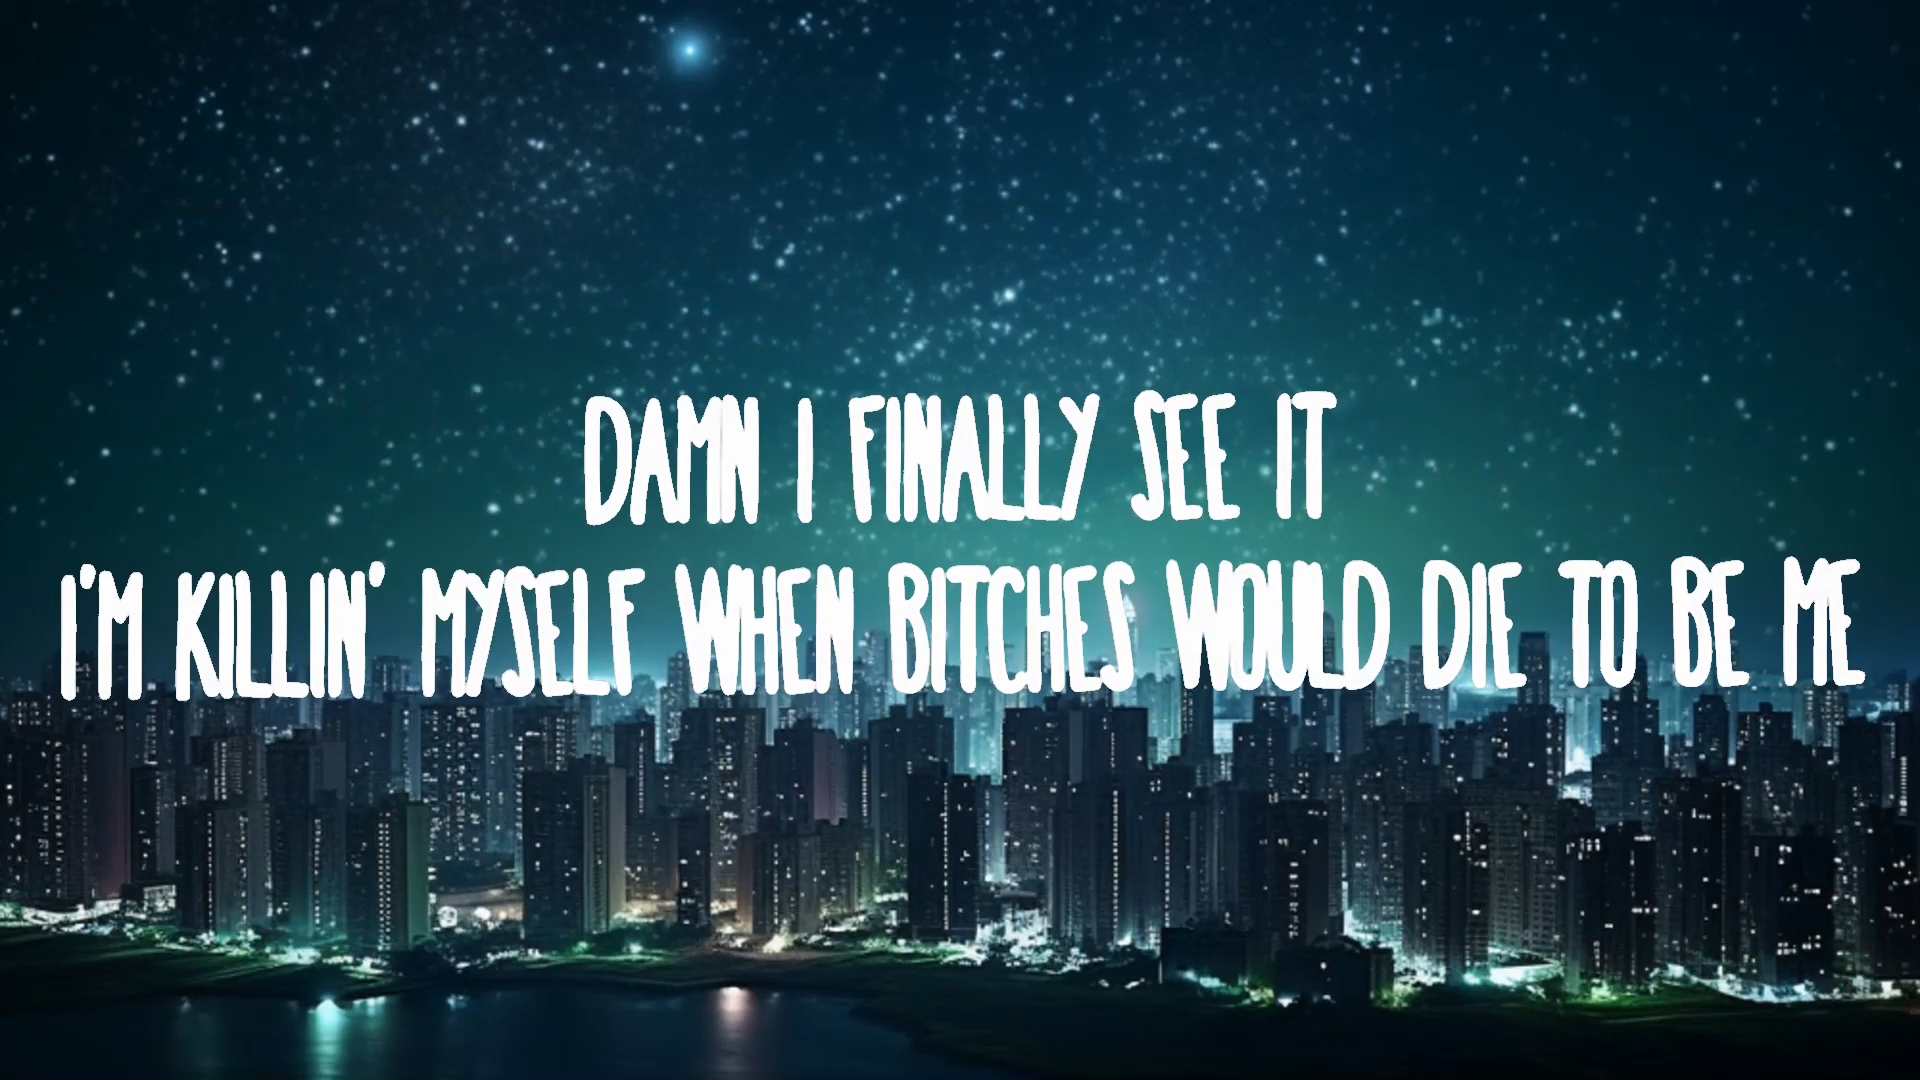 DAMN I FINALLY SEE IT
I'M KILLIN' MYSELF WHEN BITCHES WOULD DIE TO BE ME